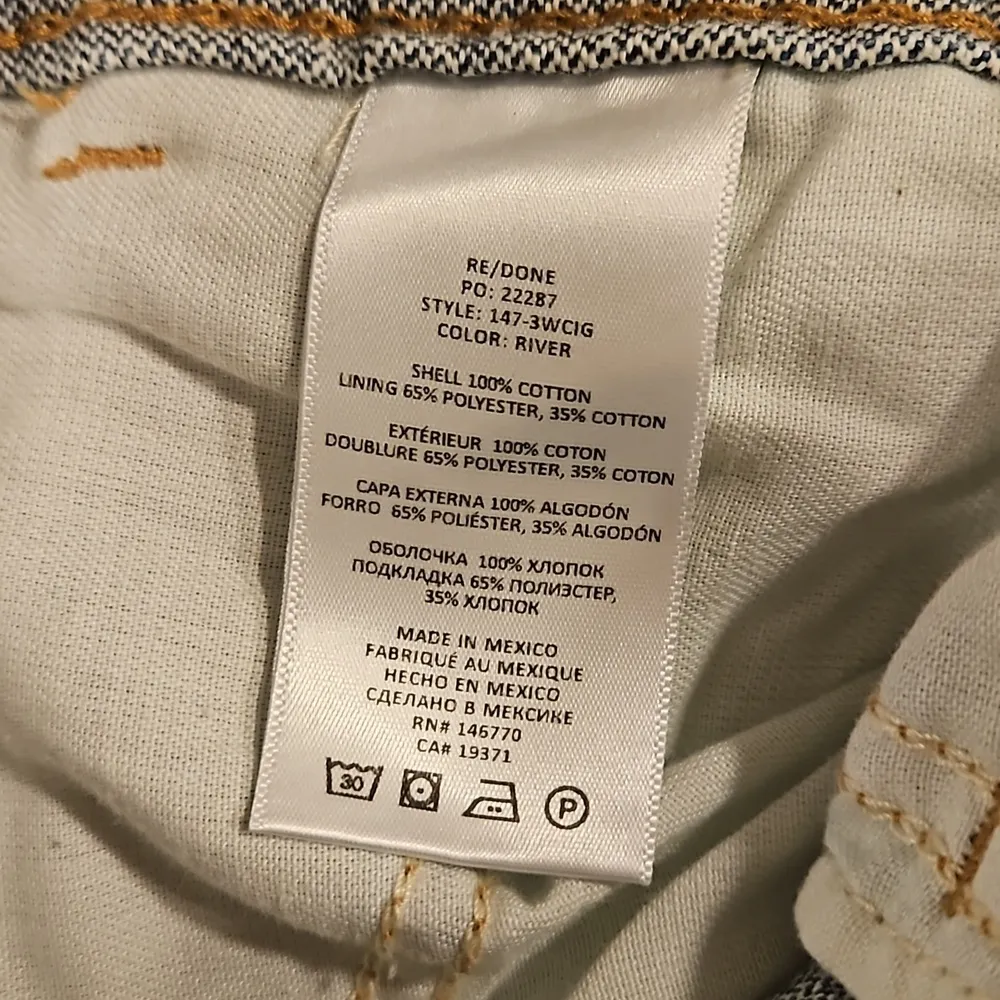 RE/DONE
PO: 22287
STYLE: 147-3WCIG
COLOR: RIVER
SHELL 100% COTTON
LINING 65% POLYESTER, 35% COTTON
EXTÉRIEUR 100% COTON
DOUBLURE 65% POLYESTER, 35% COTON
CAPA EXTERNA 100% ALGODÓN
FORRO 65% POLIÉSTER, 35% ALGODÓN
ОБОЛОЧКА 100% ХЛОПОК
ПОДКЛАДКА 65% ПОЛИЭСТЕР,
35% ХЛОПОК
MADE IN MEXICO
FABRIQUÉ AU MEXIQUE
HECHO EN MEXICO
СДЕЛАНО В МЕКСИКЕ
RN# 146770
CA# 19371
30 P